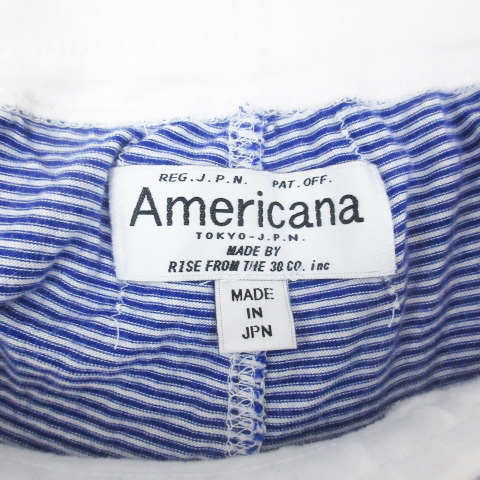 REG.J.P.N. PAT.OFF.
Americana
TOKYO-J.P.N.
MADE BY
RISE FROM THE 30 CO. inc
MADE
IN
JPN